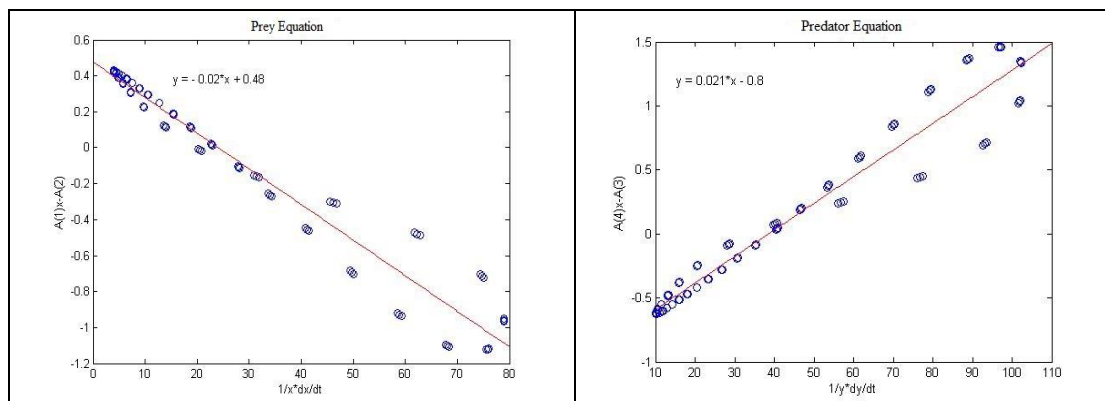 Prey Equation
0.6
0.4
0.2
0
-0.2
-0.4
-0.6
-0.8
-1
-1.2
A(1)x-A(2)
y = - 0.02*x + 0.48
0 10 20 30 40 50 60 70 80
1/x*dx/dt
Predator Equation
1.5
1
0.5
0
-0.5
-1
A(4)x-A(3)
y = 0.021*x - 0.8
10 20 30 40 50 60 70 80 90 100 110
1/y*dy/dt